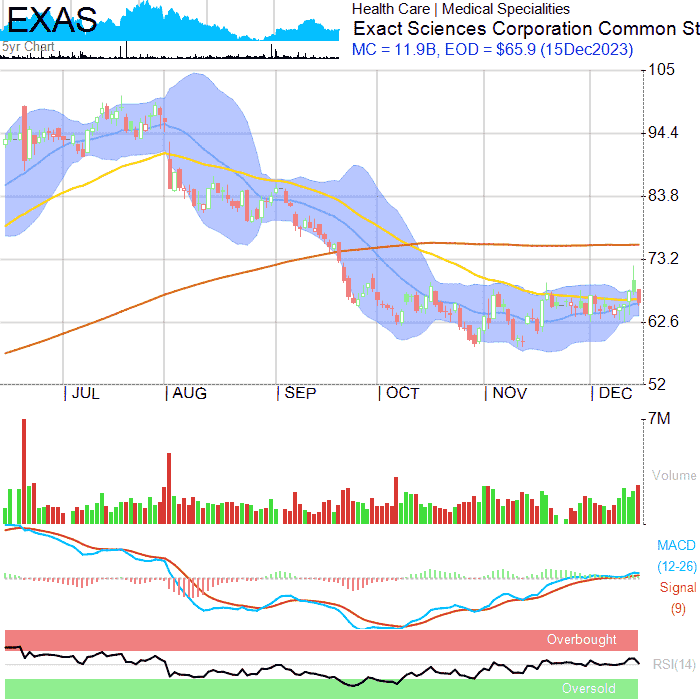 EXAS
5yr Chart
Health Care | Medical Specialities
Exact Sciences Corporation Common St
MC = 11.9B, EOD = $65.9 (15Dec2023)
105
94.4
83.8
73.2
62.6
52
JUL
AUG
SEP
OCT
NOV
DEC
7M
Volume
MACD
(12-26)
Signal
(9)
Overbought
RSI(14)
Oversold